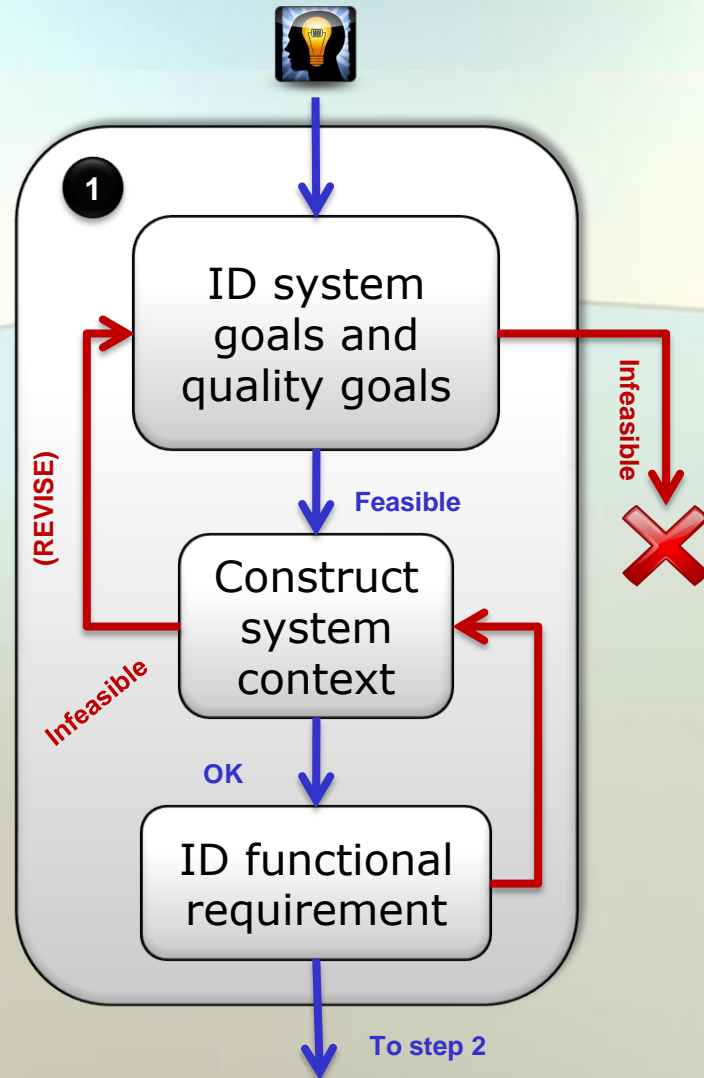 1
ID system
goals and
quality goals
Infeasible
Feasible
(REVISE)
Construct
system
context
Infeasible
OK
ID functional
requirement
To step 2